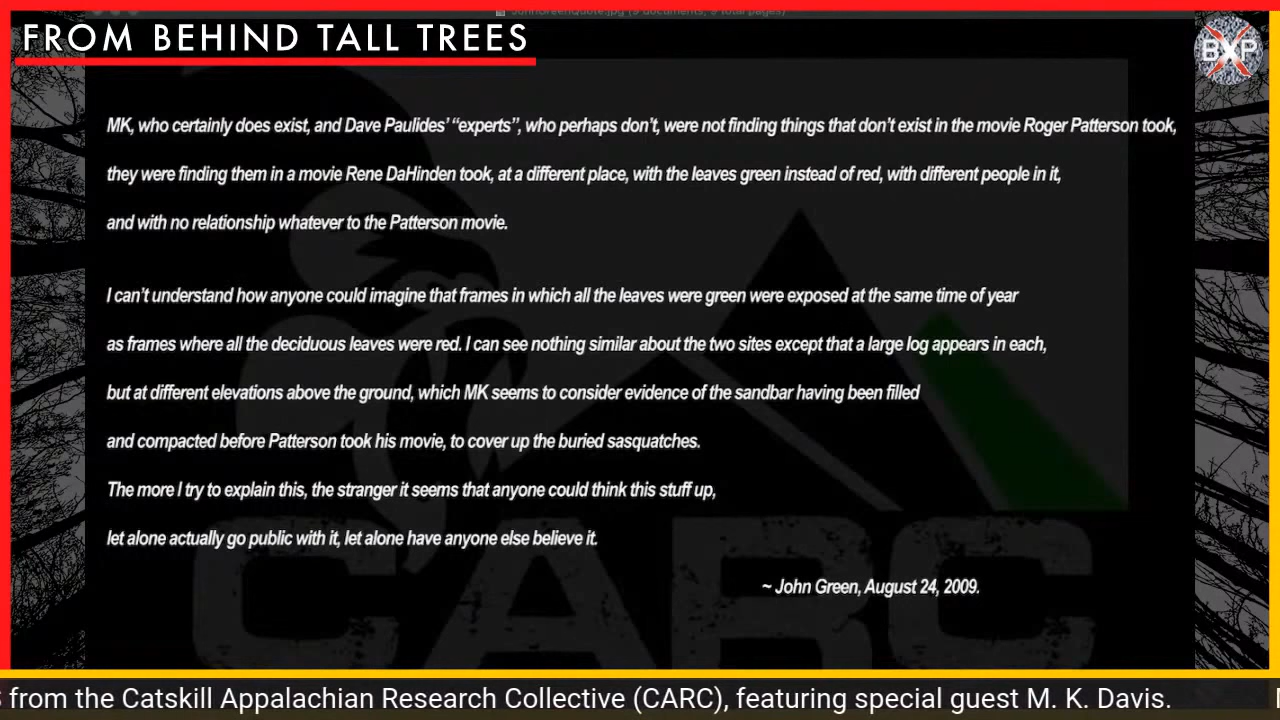 (3 documents, 3 total pages)
FROM BEHIND TALL TREES
BXP
MK, who certainly does exist, and Dave Paulides’ “experts”, who perhaps don’t, were not finding things that don’t exist in the movie Roger Patterson took,
they were finding them in a movie Rene DaHinden took, at a different place, with the leaves green instead of red, with different people in it,
and with no relationship whatever to the Patterson movie.
I can’t understand how anyone could imagine that frames in which all the leaves were green were exposed at the same time of year
as frames where all the deciduous leaves were red. I can see nothing similar about the two sites except that a large log appears in each,
but at different elevations above the ground, which MK seems to consider evidence of the sandbar having been filled
and compacted before Patterson took his movie, to cover up the buried sasquatches.
The more I try to explain this, the stranger it seems that anyone could think this stuff up,
let alone actually go public with it, let alone have anyone else believe it.
~ John Green, August 24, 2009.
CARC
from the Catskill Appalachian Research Collective (CARC), featuring special guest M. K. Davis.